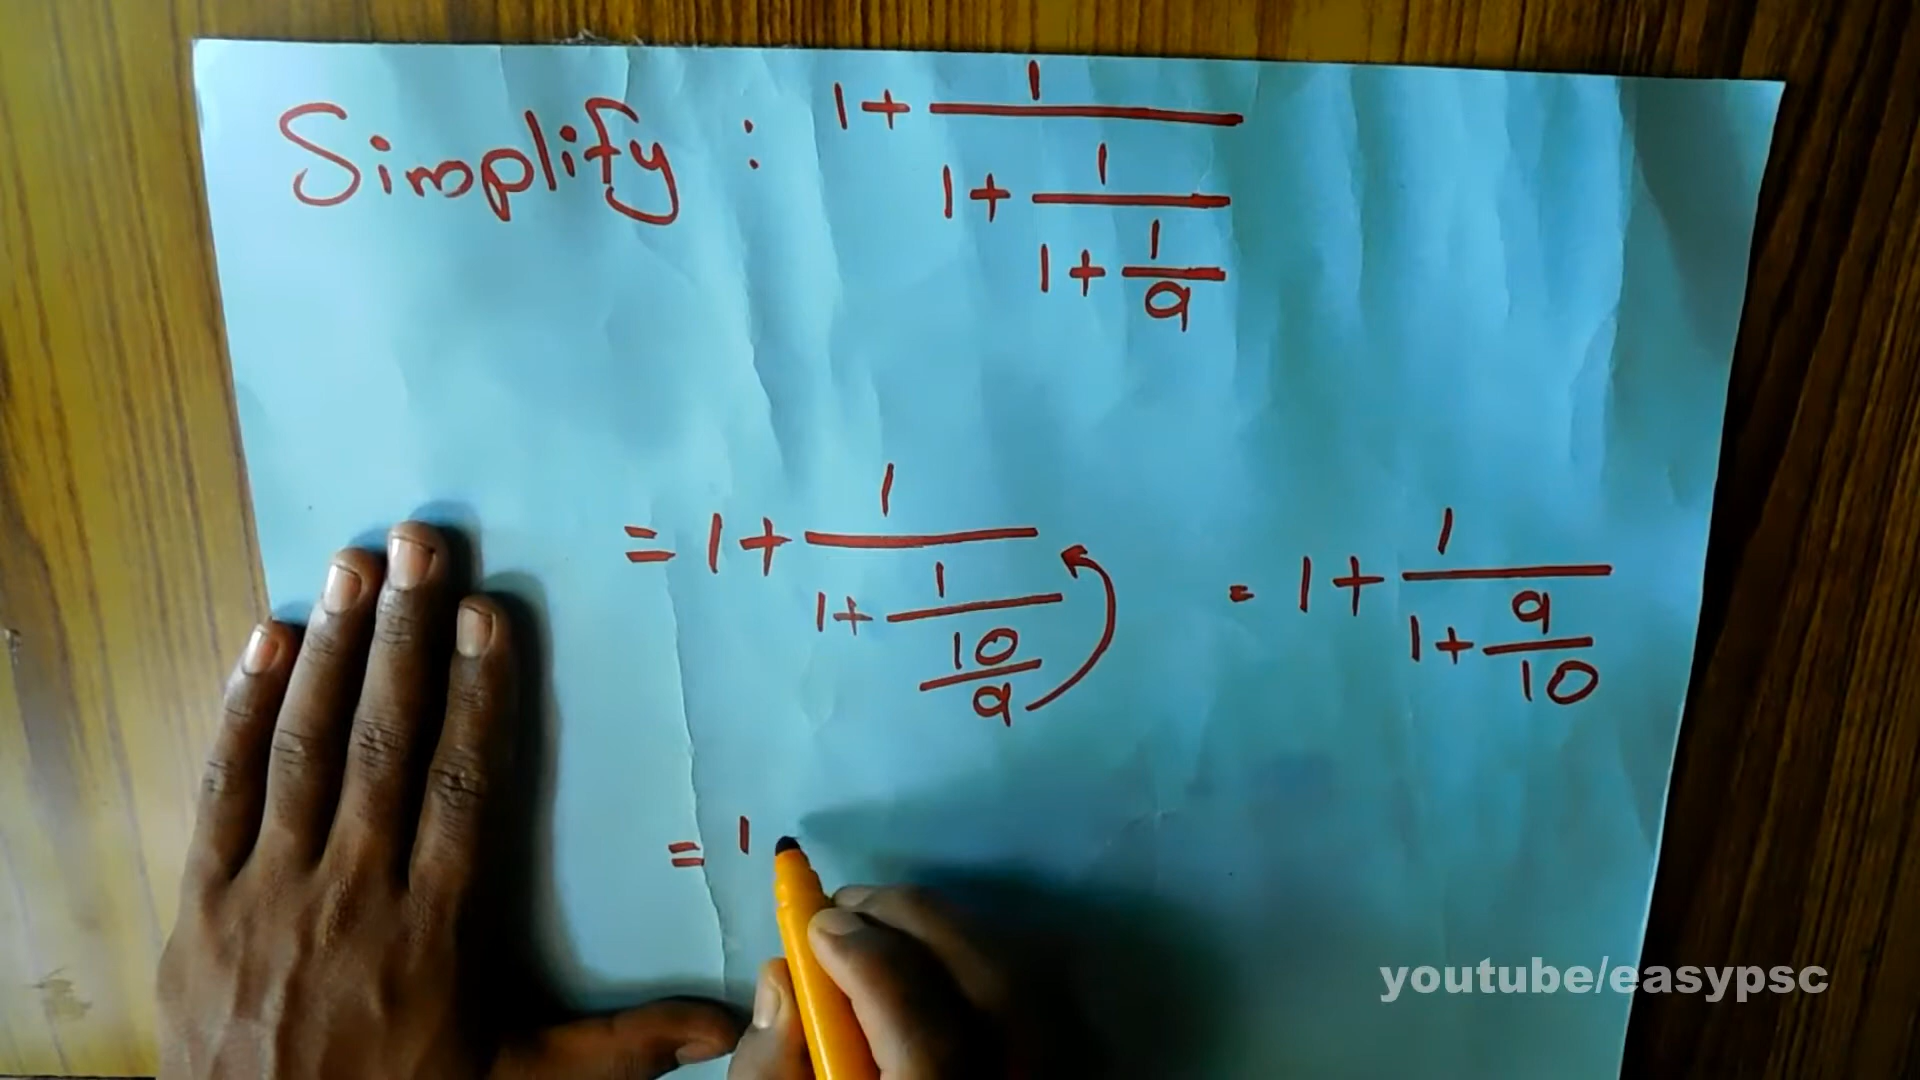 Simplify : 1 + 1
1 + 1
1 + 1
9
= 1 + 1
1 + 1
10
9
= 1 + 1
1 + 9
10
= 1
youtube/easypsc